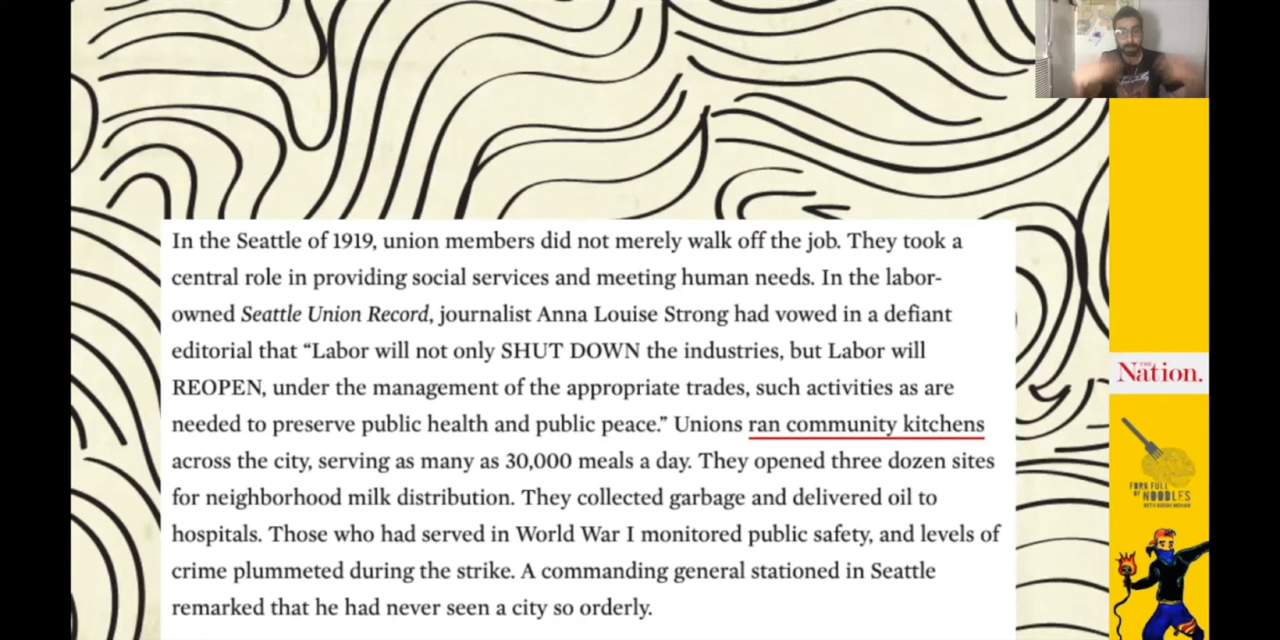 In the Seattle of 1919, union members did not merely walk off the job. They took a
central role in providing social services and meeting human needs. In the labor-
owned Seattle Union Record, journalist Anna Louise Strong had vowed in a defiant
editorial that “Labor will not only SHUT DOWN the industries, but Labor will
REOPEN, under the management of the appropriate trades, such activities as are
needed to preserve public health and public peace.” Unions ran community kitchens
across the city, serving as many as 30,000 meals a day. They opened three dozen sites
for neighborhood milk distribution. They collected garbage and delivered oil to
hospitals. Those who had served in World War I monitored public safety, and levels of
crime plummeted during the strike. A commanding general stationed in Seattle
remarked that he had never seen a city so orderly.
THE
Nation.
FORK FULL
OF NOODLES